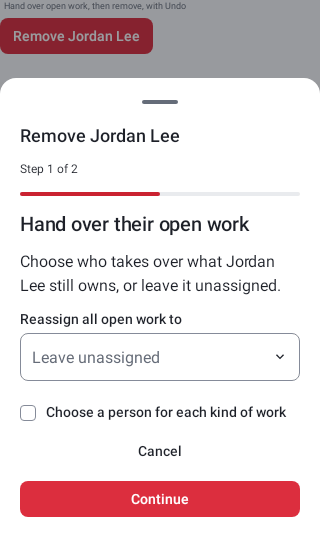 Hand over open work, then remove, with Undo
Remove Jordan Lee
Remove Jordan Lee
Step 1 of 2
Hand over their open work
Choose who takes over what Jordan
Lee still owns, or leave it unassigned.
Reassign all open work to
Leave unassigned
Choose a person for each kind of work
Cancel
Continue